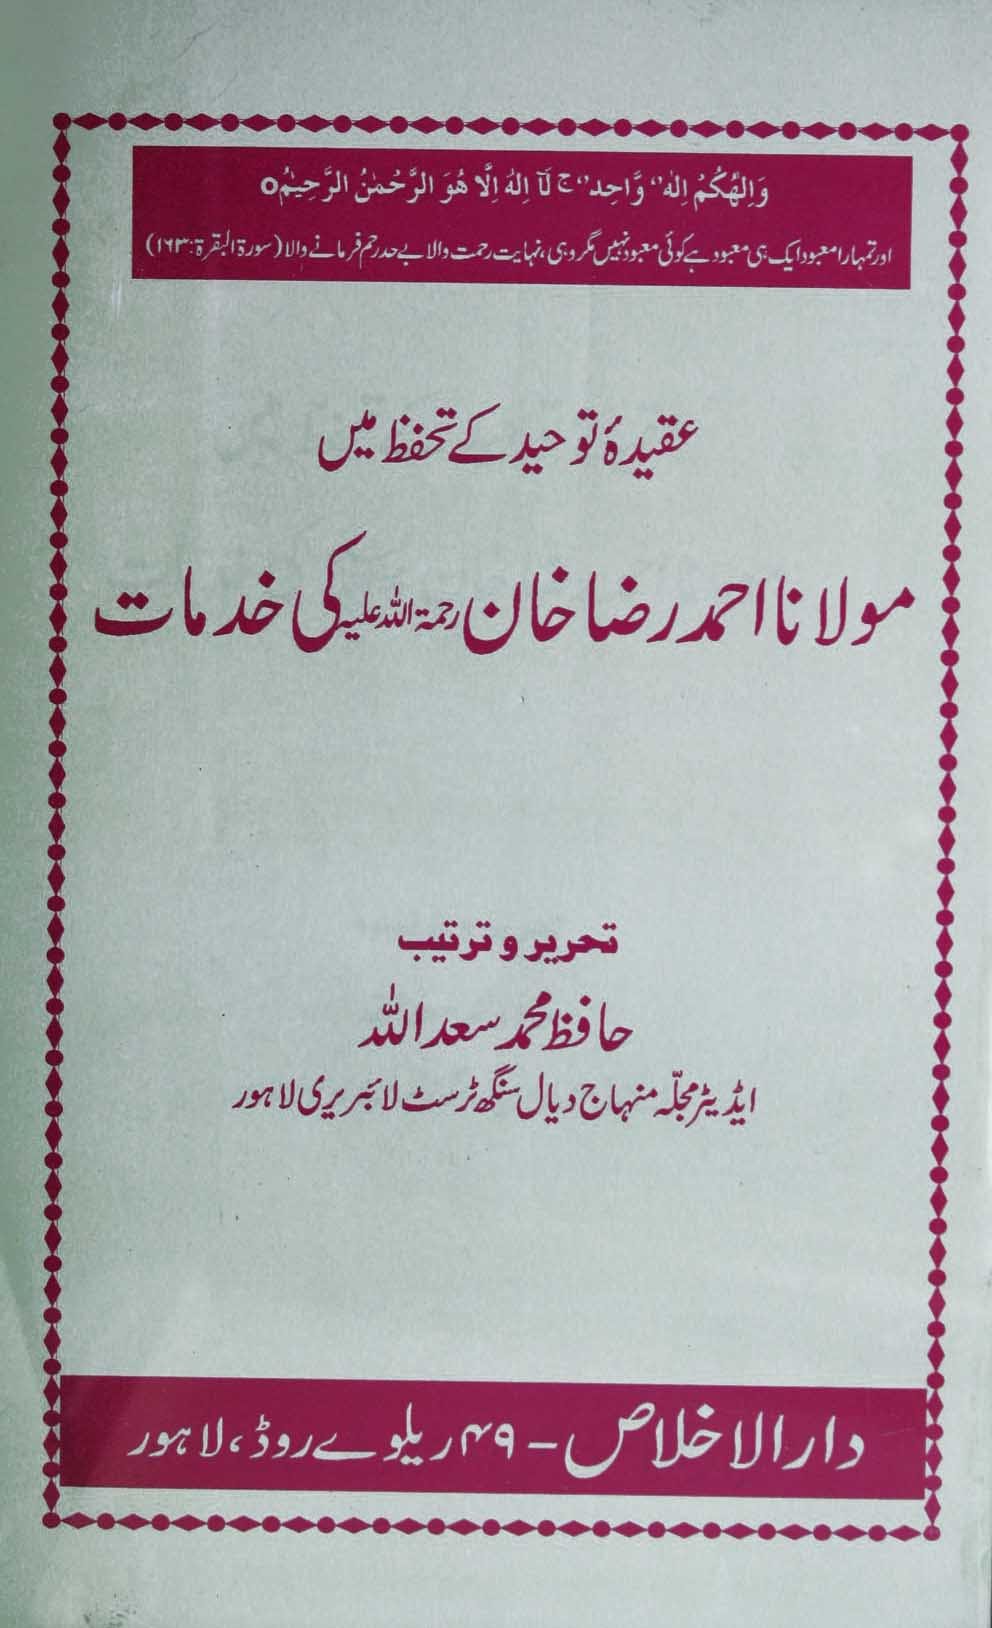 وَاِلٰهُكُمْ اِلٰهٌ وَّاحِدٌ ج لَآ اِلٰهَ اِلَّا هُوَ الرَّحْمٰنُ الرَّحِيْمُo
اور تمہارا معبود ایک ہی معبود ہے کوئی معبود نہیں مگر وہی، نہایت رحمت والا بے حد رحم فرمانے والا (سورۃ البقرۃ:۱۶۳)
عقیدۂ توحید کے تحفظ میں
مولانا احمد رضا خان رحمۃ اللہ علیہ کی خدمات
تحریر و ترتیب
حافظ محمد سعد اللہ
ایڈیٹر مجلّہ منہاج دیال سنگھ ٹرسٹ لائبریری لاہور
دار الاخلاص – ۴۹ ریلوے روڈ، لاہور